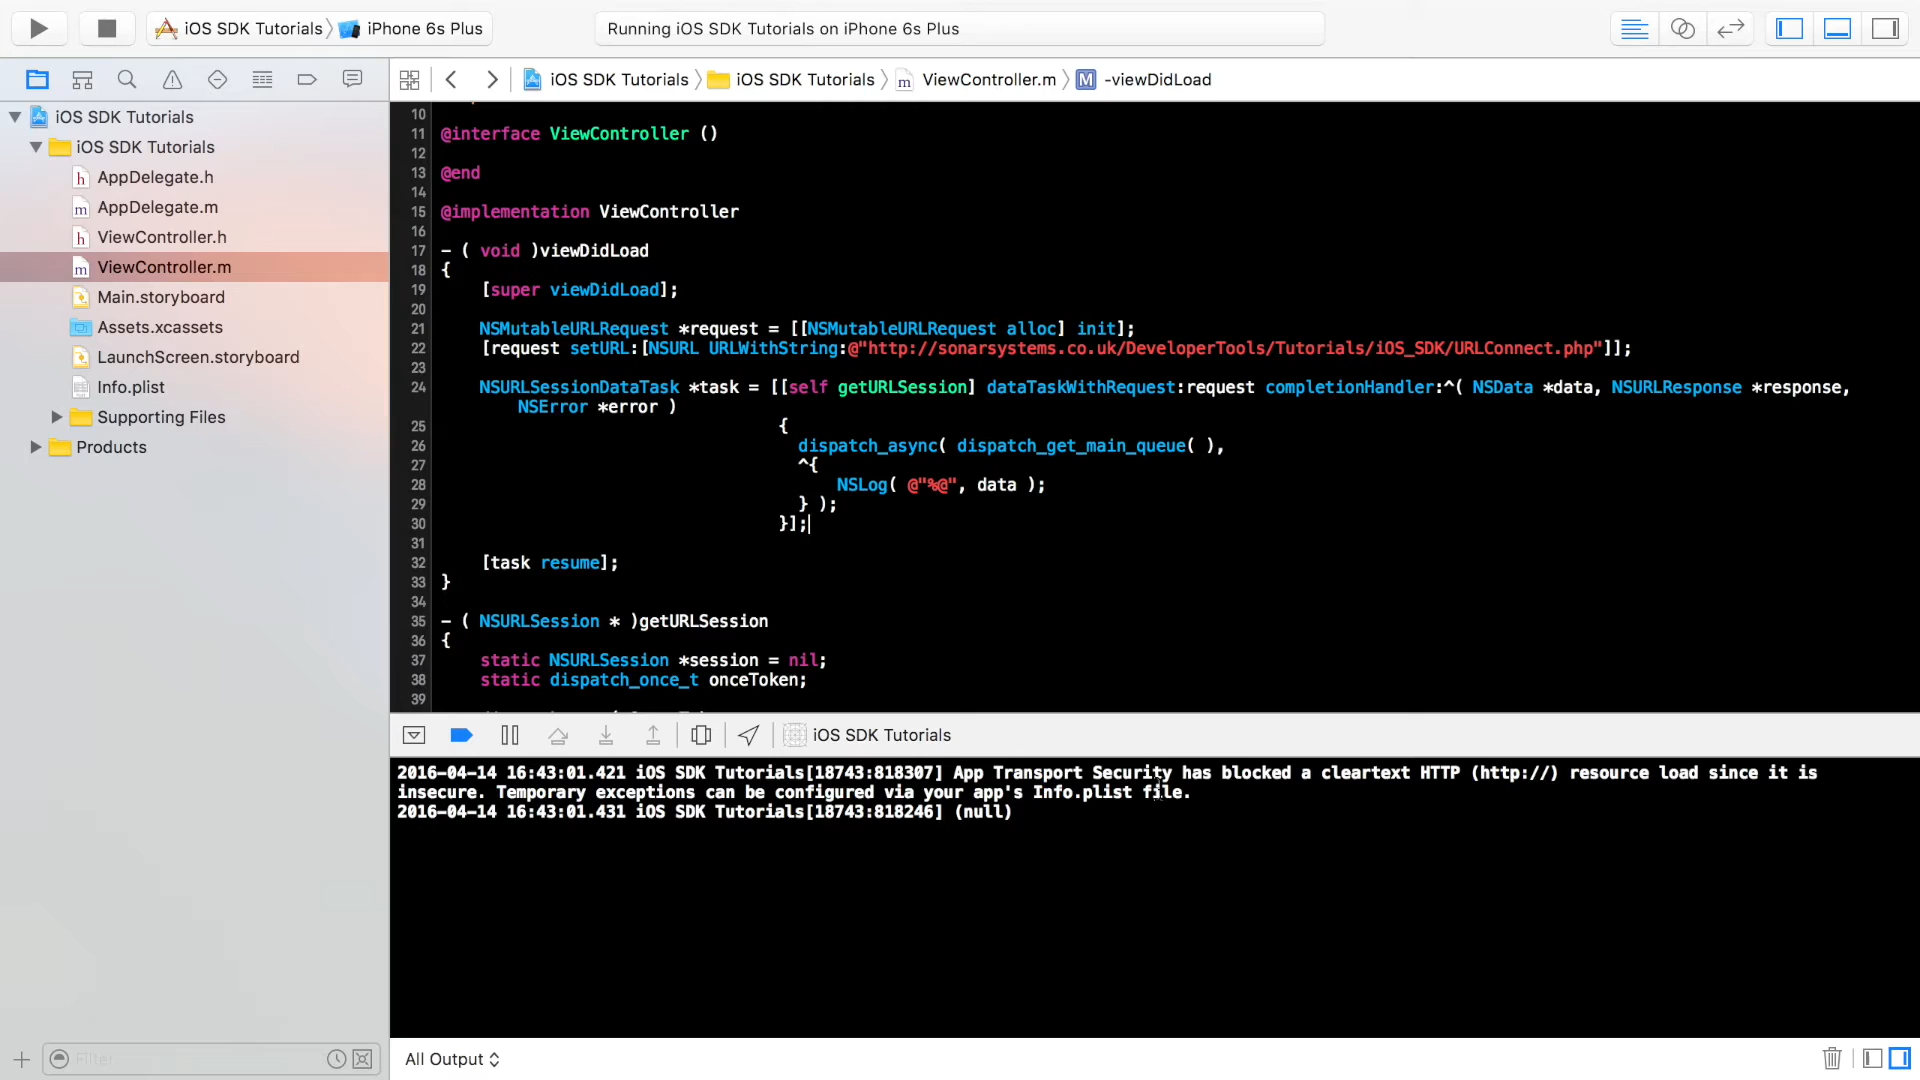 iOS SDK Tutorials
iPhone 6s Plus
Running iOS SDK Tutorials on iPhone 6s Plus
iOS SDK Tutorials
iOS SDK Tutorials
ViewController.m
M -viewDidLoad
iOS SDK Tutorials
iOS SDK Tutorials
h AppDelegate.h
m AppDelegate.m
h ViewController.h
m ViewController.m
Main.storyboard
Assets.xcassets
LaunchScreen.storyboard
Info.plist
Supporting Files
Products
Filter
10
11 @interface ViewController ()
12
13 @end
14
15 @implementation ViewController
16
17 - ( void )viewDidLoad
18 {
19 [super viewDidLoad];
20
21 NSMutableURLRequest *request = [[NSMutableURLRequest alloc] init];
22 [request setURL:[NSURL URLWithString:@"http://sonarsystems.co.uk/DeveloperTools/Tutorials/iOS_SDK/URLConnect.php"]];
23
24 NSURLSessionDataTask *task = [[self getURLSession] dataTaskWithRequest:request completionHandler:^( NSData *data, NSURLResponse *response,
NSError *error )
25 {
26 dispatch_async( dispatch_get_main_queue( ),
27 ^{
28 NSLog( @"%@", data );
29 } );
30 }];
31
32 [task resume];
33 }
34
35 - ( NSURLSession * )getURLSession
36 {
37 static NSURLSession *session = nil;
38 static dispatch_once_t onceToken;
39
iOS SDK Tutorials
2016-04-14 16:43:01.421 iOS SDK Tutorials[18743:818307] App Transport Security has blocked a cleartext HTTP (http://) resource load since it is
insecure. Temporary exceptions can be configured via your app's Info.plist file.
2016-04-14 16:43:01.431 iOS SDK Tutorials[18743:818246] (null)
All Output